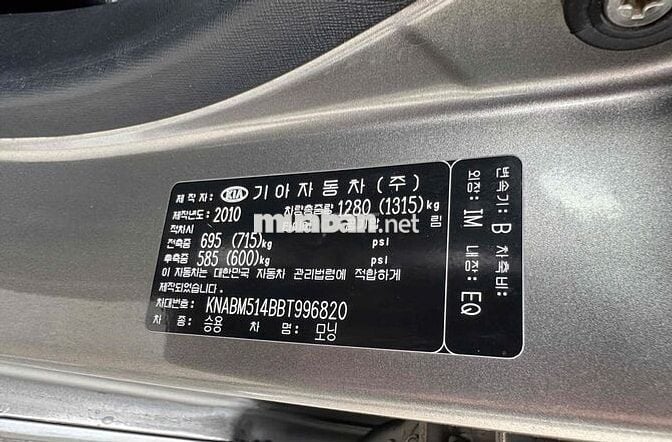 제 작 자: KIA 기아자동차(주)
제작년도: 2010 차량총중량 1280 (1315)kg
muaban.net
적차시
전축중 695 (715)kg psi
후축중 585 (600)kg psi
이 자동차는 대한민국 자동차 관리법령에 적합하게
제작되었습니다.
차대번호: KNABM514BBT996820
차 종: 승용 차 명: 모닝
변속기: B 차축비:
외장: IM 내장: EQ